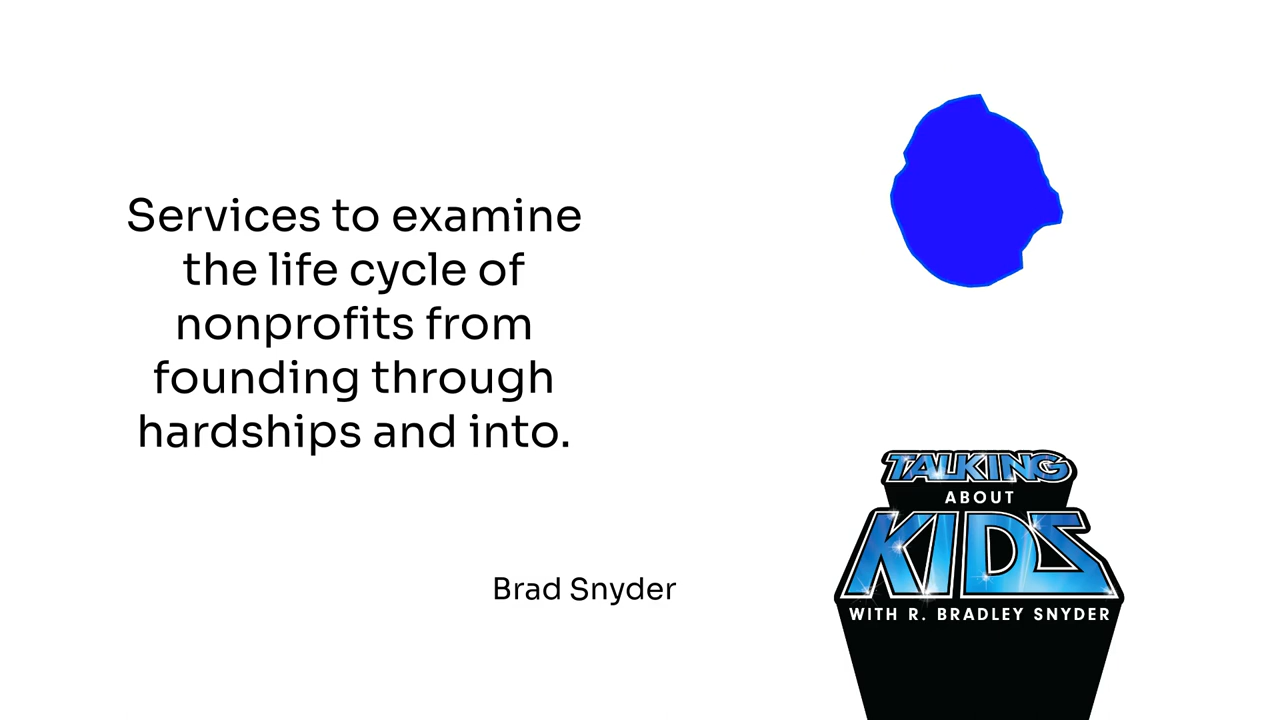 Services to examine
the life cycle of
nonprofits from
founding through
hardships and into.
Brad Snyder
TALKING
ABOUT
KIDS
WITH R. BRADLEY SNYDER